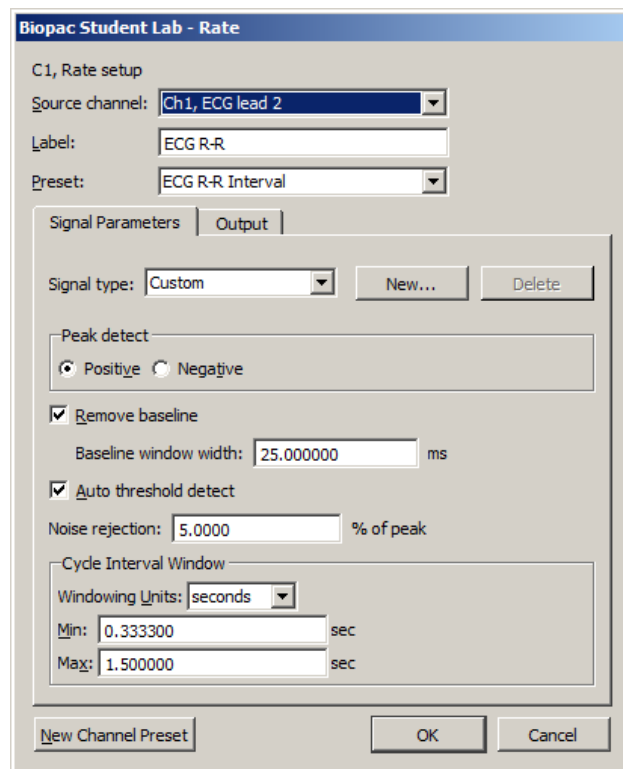 Biopac Student Lab - Rate
C1, Rate setup
Source channel: Ch1, ECG lead 2
Label: ECG R-R
Preset: ECG R-R Interval
Signal Parameters Output
Signal type: Custom New... Delete
Peak detect
Positive Negative
Remove baseline
Baseline window width: 25.000000 ms
Auto threshold detect
Noise rejection: 5.0000 % of peak
Cycle Interval Window
Windowing Units: seconds
Min: 0.333300 sec
Max: 1.500000 sec
New Channel Preset OK Cancel